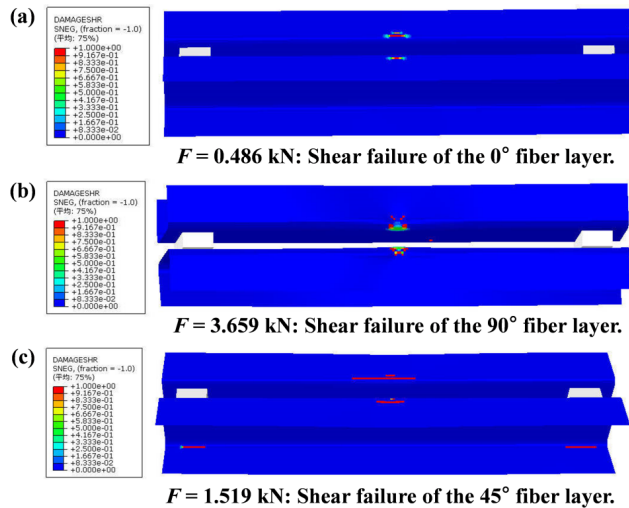 (a)
DAMAGESHR
SNEG, (fraction = -1.0)
(平均: 75%)
+1.000e+00
+9.167e-01
+8.333e-01
+7.500e-01
+6.667e-01
+5.833e-01
+5.000e-01
+4.167e-01
+3.333e-01
+2.500e-01
+1.667e-01
+8.333e-02
+0.000e+00
F = 0.486 kN: Shear failure of the 0° fiber layer.
(b)
DAMAGESHR
SNEG, (fraction = -1.0)
(平均: 75%)
+1.000e+00
+9.167e-01
+8.333e-01
+7.500e-01
+6.667e-01
+5.833e-01
+5.000e-01
+4.167e-01
+3.333e-01
+2.500e-01
+1.667e-01
+8.333e-02
+0.000e+00
F = 3.659 kN: Shear failure of the 90° fiber layer.
(c)
DAMAGESHR
SNEG, (fraction = -1.0)
(平均: 75%)
+1.000e+00
+9.167e-01
+8.333e-01
+7.500e-01
+6.667e-01
+5.833e-01
+5.000e-01
+4.167e-01
+3.333e-01
+2.500e-01
+1.667e-01
+8.333e-02
+0.000e+00
F = 1.519 kN: Shear failure of the 45° fiber layer.